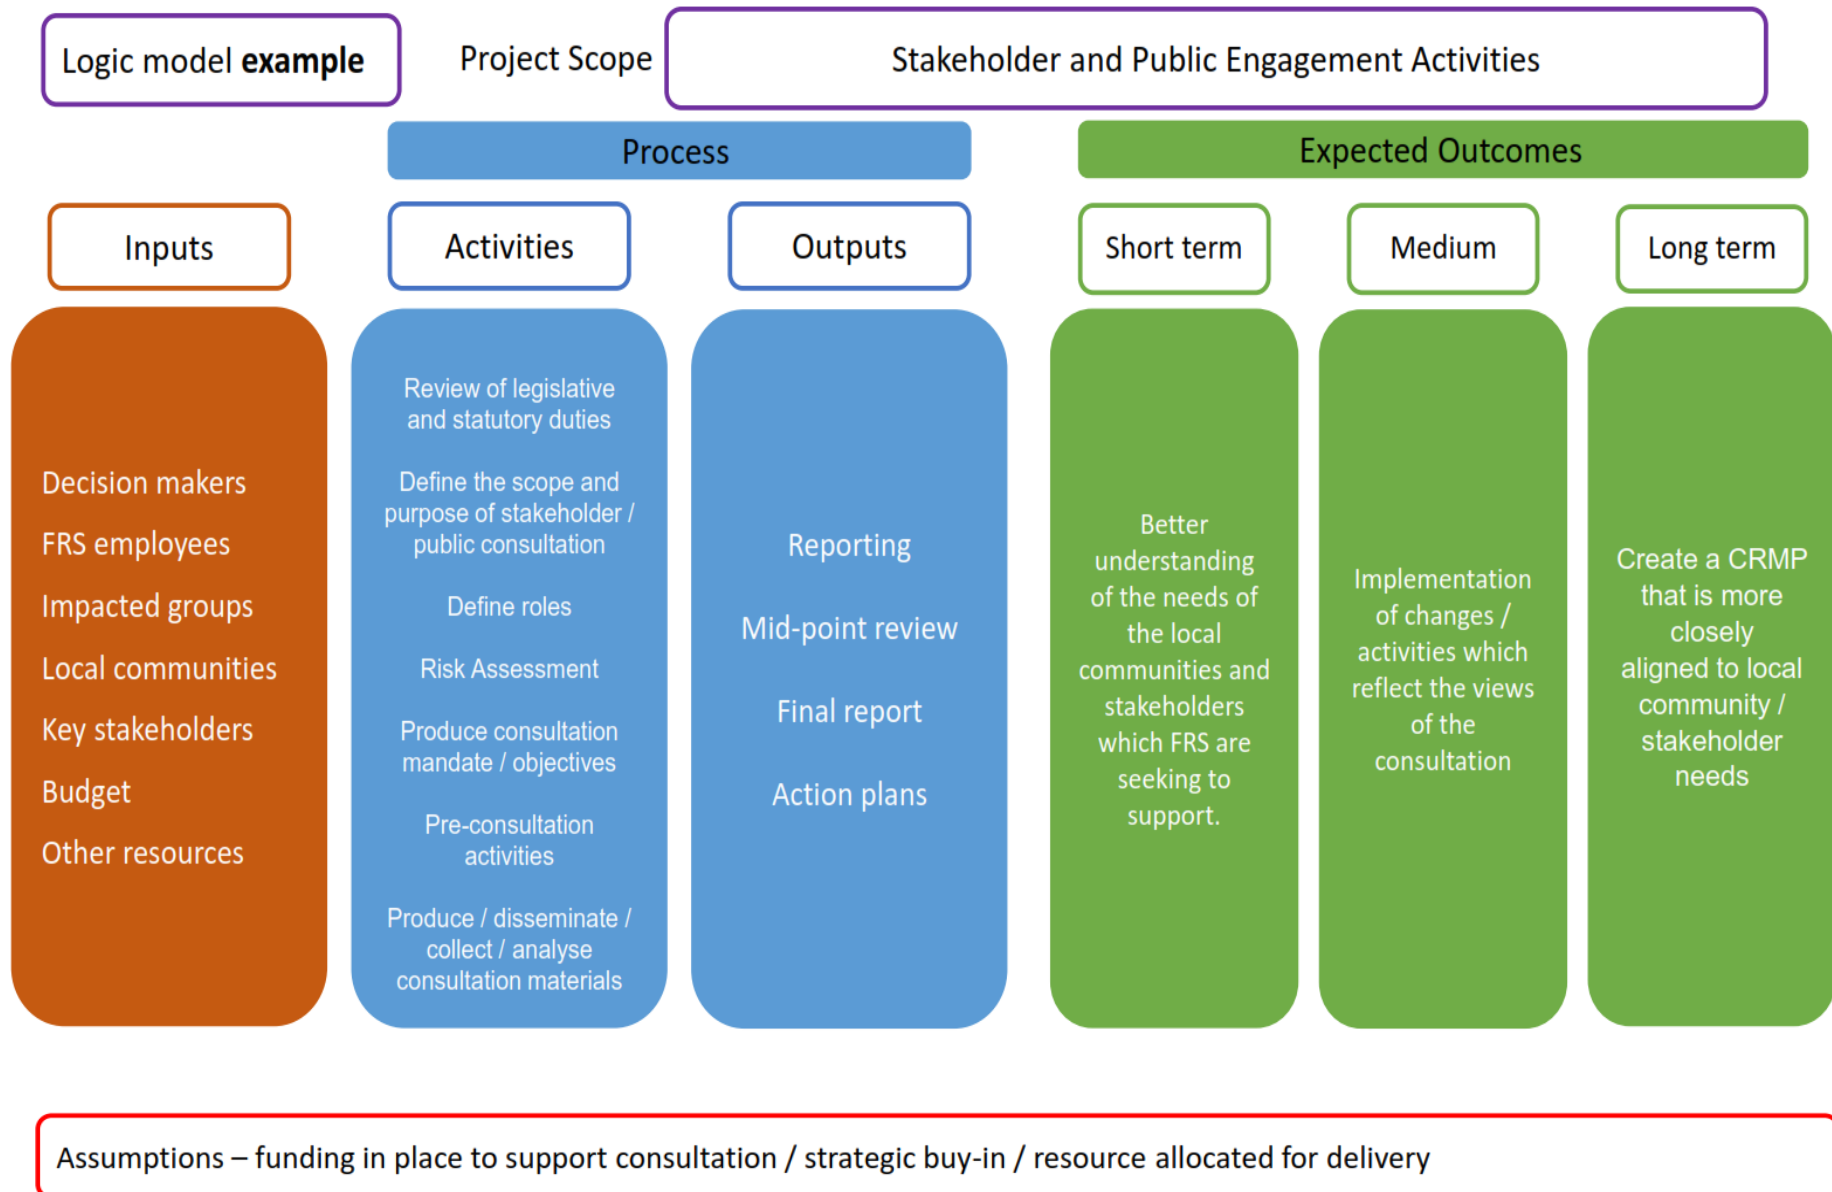 Logic model example
Project Scope
Stakeholder and Public Engagement Activities
Process
Expected Outcomes
Inputs
Activities
Outputs
Short term
Medium
Long term
Decision makers
FRS employees
Impacted groups
Local communities
Key stakeholders
Budget
Other resources
Review of legislative
and statutory duties
Define the scope and
purpose of stakeholder /
public consultation
Define roles
Risk Assessment
Produce consultation
mandate / objectives
Pre-consultation
activities
Produce / disseminate /
collect / analyse
consultation materials
Reporting
Mid-point review
Final report
Action plans
Better
understanding
of the needs of
the local
communities and
stakeholders
which FRS are
seeking to
support.
Implementation
of changes /
activities which
reflect the views
of the
consultation
Create a CRMP
that is more
closely
aligned to local
community /
stakeholder
needs
Assumptions – funding in place to support consultation / strategic buy-in / resource allocated for delivery